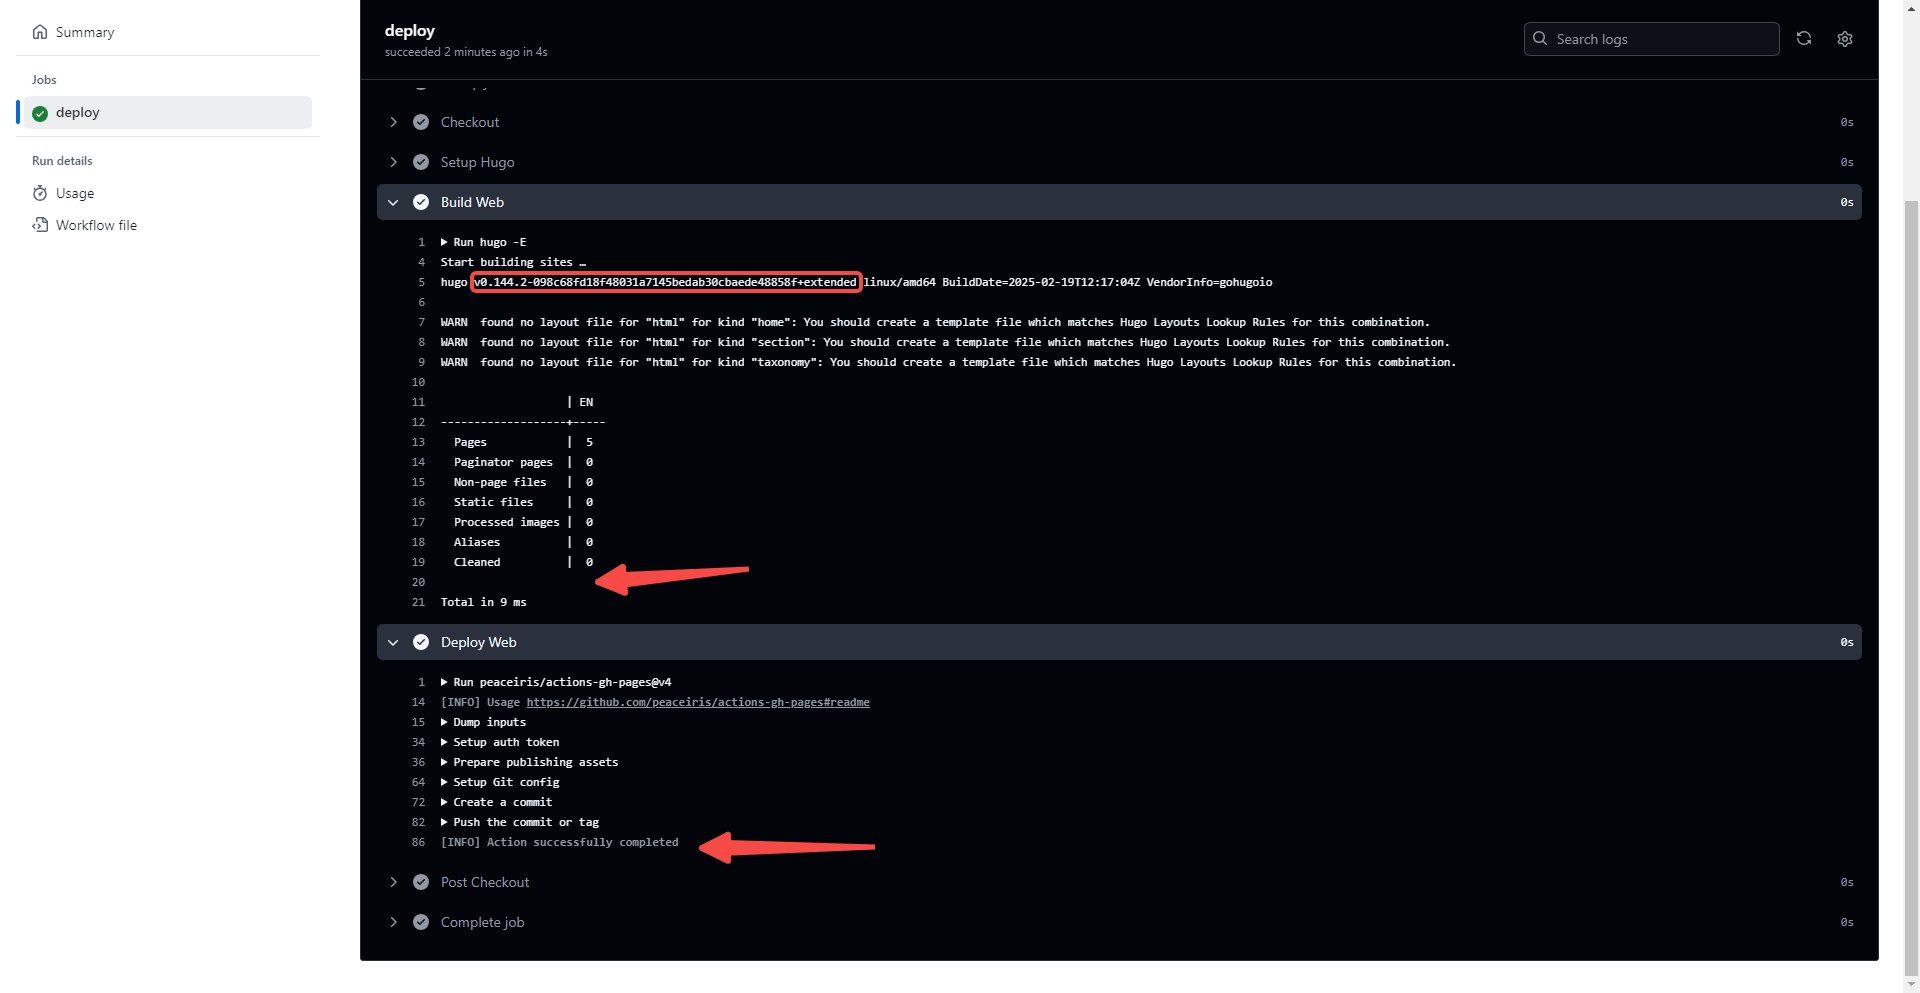 Summary
Jobs
deploy
Run details
Usage
Workflow file
deploy
succeeded 2 minutes ago in 4s
Search logs
Checkout 0s
Setup Hugo 0s
Build Web 0s
1 Run hugo -E
4 Start building sites …
5 hugo v0.144.2-098c68fd18f48031a7145bedab30cbaede48858f+extended linux/amd64 BuildDate=2025-02-19T12:17:04Z VendorInfo=gohugoio
6
7 WARN  found no layout file for "html" for kind "home": You should create a template file which matches Hugo Layouts Lookup Rules for this combination.
8 WARN  found no layout file for "html" for kind "section": You should create a template file which matches Hugo Layouts Lookup Rules for this combination.
9 WARN  found no layout file for "html" for kind "taxonomy": You should create a template file which matches Hugo Layouts Lookup Rules for this combination.
10
11                    | EN
12 -------------------+-----
13   Pages            |  5
14   Paginator pages  |  0
15   Non-page files   |  0
16   Static files     |  0
17   Processed images |  0
18   Aliases          |  0
19   Cleaned          |  0
20
21 Total in 9 ms
Deploy Web 0s
1 Run peaceiris/actions-gh-pages@v4
14 [INFO] Usage https://github.com/peaceiris/actions-gh-pages#readme
15 Dump inputs
34 Setup auth token
36 Prepare publishing assets
64 Setup Git config
72 Create a commit
82 Push the commit or tag
86 [INFO] Action successfully completed
Post Checkout 0s
Complete job 0s